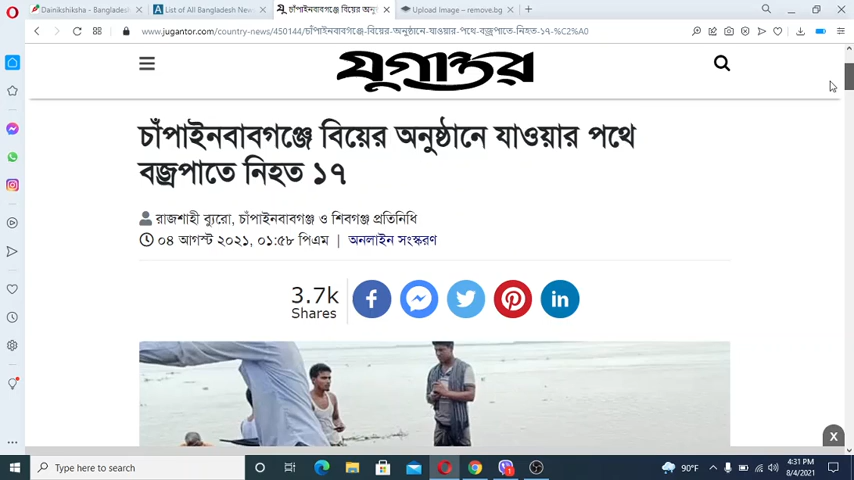 Dainikshiksha - Bangladesh
List of All Bangladesh News
চাঁপাইনবাবগঞ্জে বিয়ের অনু
Upload Image – remove.bg
www.jugantor.com/country-news/450144/চাঁপাইনবাবগঞ্জে-বিয়ের-অনুষ্ঠানে-যাওয়ার-পথে-বজ্রপাতে-নিহত-১৭-%C2%A0
যুগান্তর
চাঁপাইনবাবগঞ্জে বিয়ের অনুষ্ঠানে যাওয়ার পথে
বজ্রপাতে নিহত ১৭
রাজশাহী ব্যুরো, চাঁপাইনবাবগঞ্জ ও শিবগঞ্জ প্রতিনিধি
০৪ আগস্ট ২০২১, ০১:৫৮ পিএম | অনলাইন সংস্করণ
3.7k
Shares
X
Type here to search
90°F
4:31 PM
8/4/2021